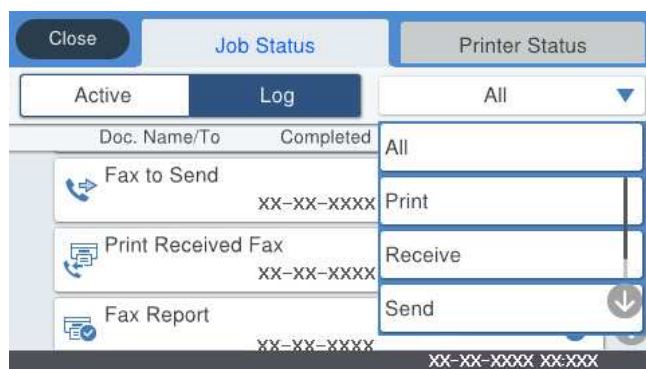 Close
Job Status
Printer Status
Active
Log
All
Doc. Name/To
Completed
All
Fax to Send
xx-xx-xxxx
Print
Print Received Fax
xx-xx-xxxx
Receive
Fax Report
xx-xx-xxxx
Send
XX-XX-XXXX XX:XXX